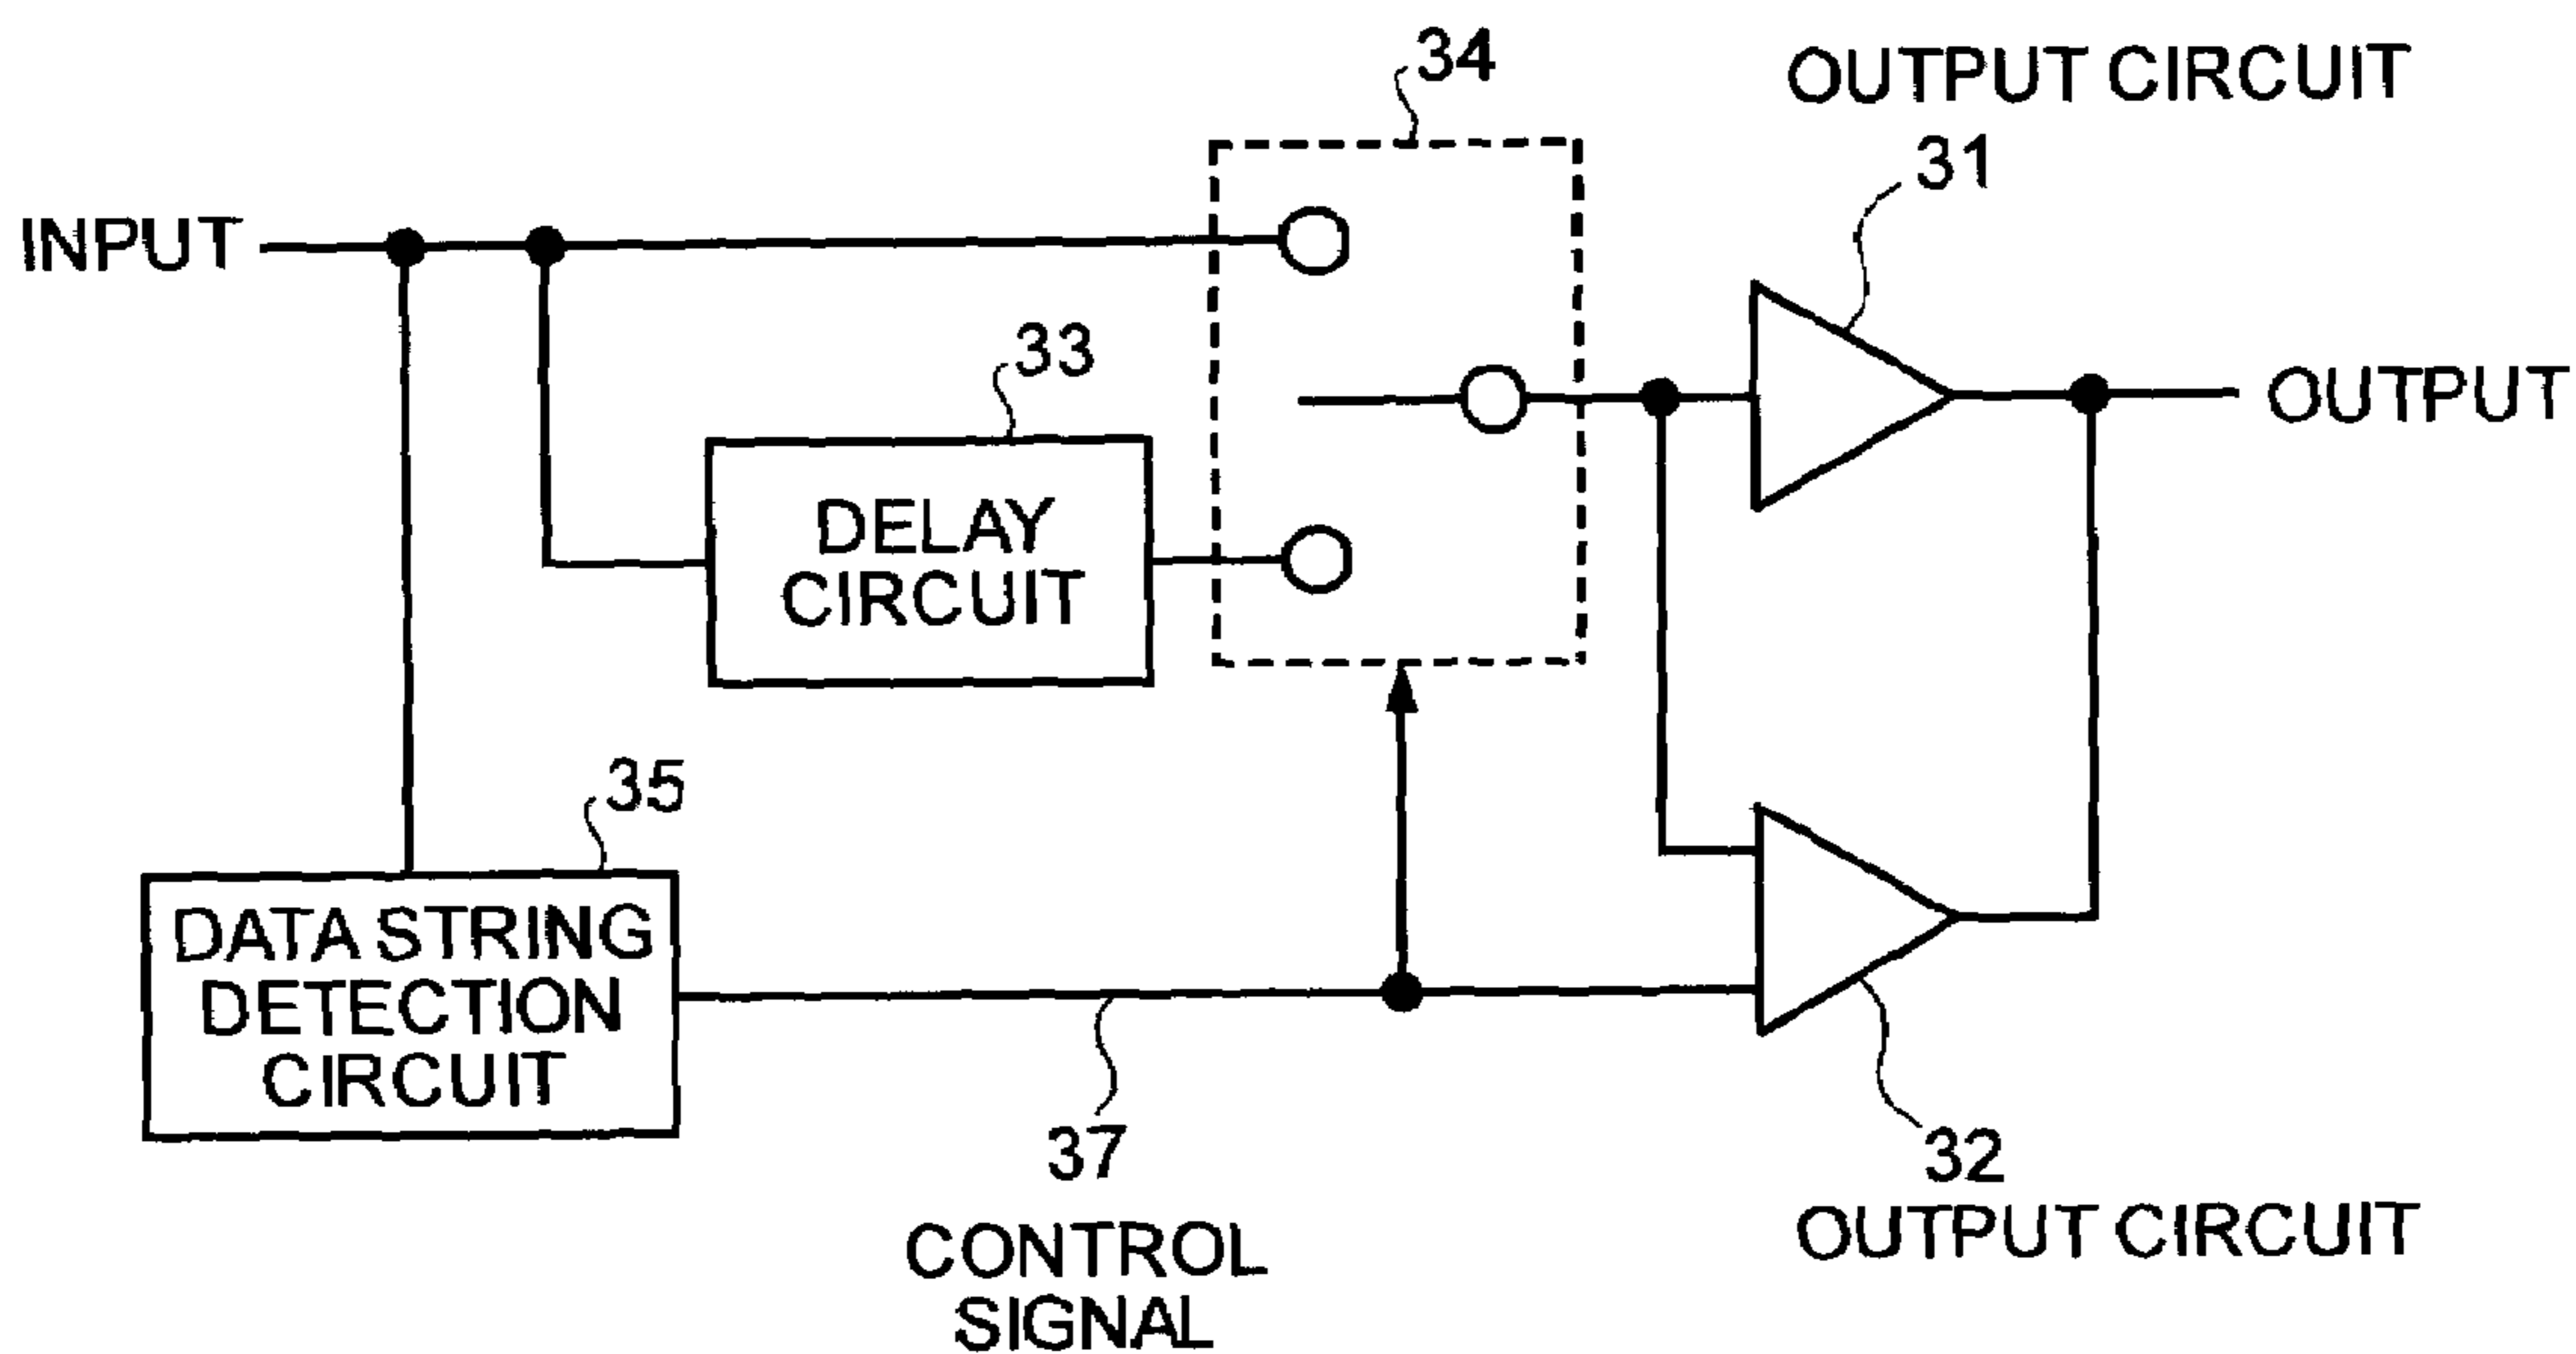 34
OUTPUT CIRCUIT
31
INPUT
33
OUTPUT
DELAY
CIRCUIT
35
DATA STRING
DETECTION
CIRCUIT
37
CONTROL
SIGNAL
32
OUTPUT CIRCUIT